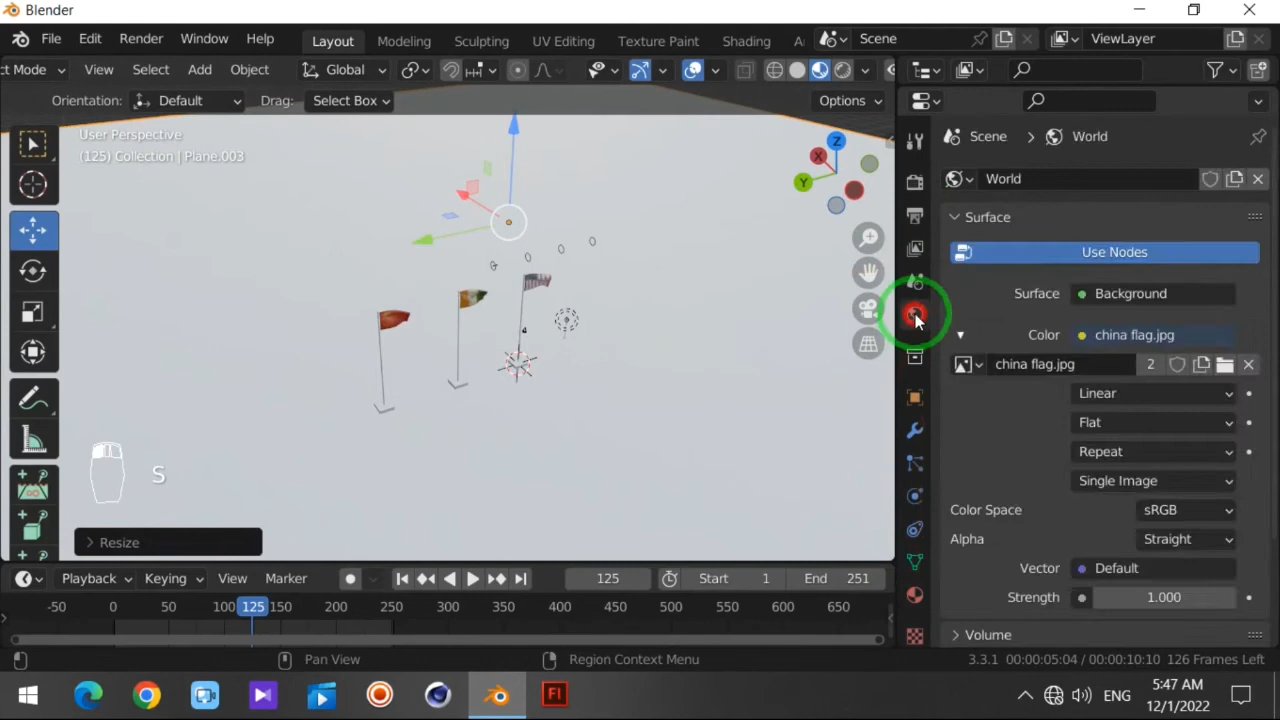 Blender
File Edit Render Window Help Layout Modeling Sculpting UV Editing Texture Paint Shading Scene ViewLayer
ct Mode View Select Add Object Global
Orientation: Default Drag: Select Box Options
User Perspective
(125) Collection | Plane.003
X
Y
Z
Scene World
World
Surface
Use Nodes
Surface Background
Color china flag.jpg
china flag.jpg 2
Linear
Flat
Repeat
Single Image
Color Space sRGB
Alpha Straight
Vector Default
Strength 1.000
Volume
S
Resize
Playback Keying View Marker 125 Start 1 End 251
-50 0 50 100 125 150 200 250 300 350 400 450 500 550 600 650
Pan View Region Context Menu 3.3.1 00:00:05:04 / 00:00:10:10 126 Frames Left
Fl ENG 5:47 AM
12/1/2022